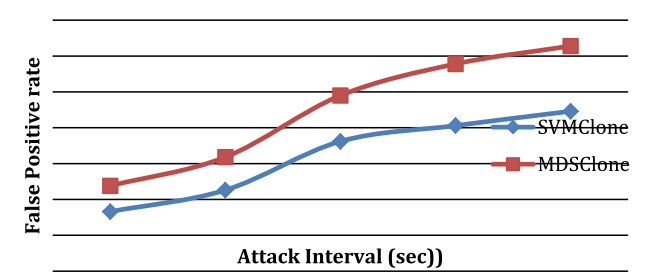 False Positive rate
SVMClone
MDSClone
Attack Interval (sec))